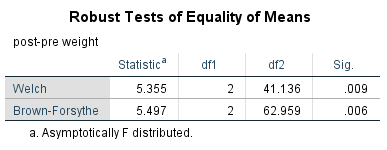 Robust Tests of Equality of Means
post-pre weight
Statistic^a df1 df2 Sig.
Welch 5.355 2 41.136 .009
Brown-Forsythe 5.497 2 62.959 .006
a. Asymptotically F distributed.